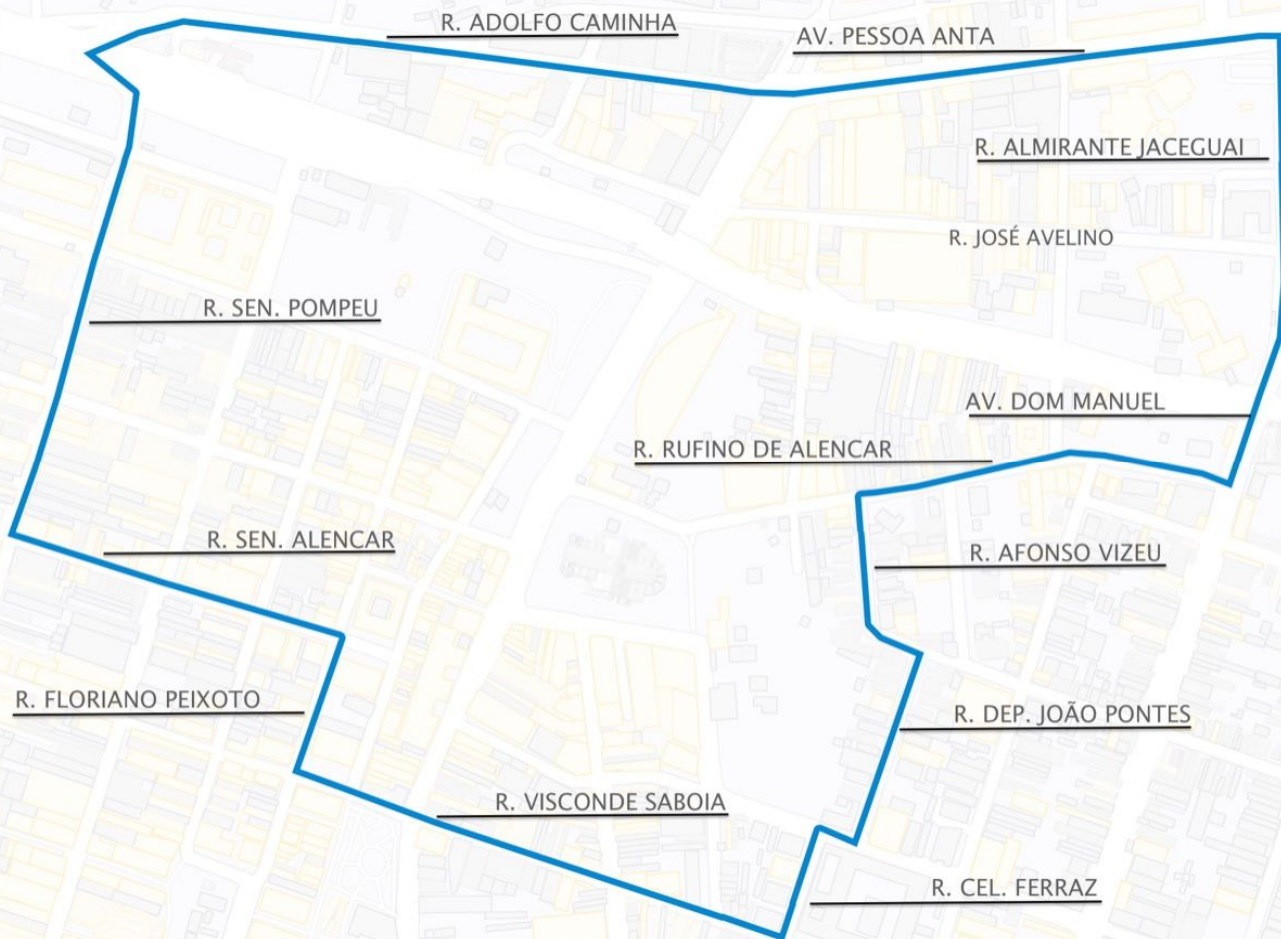 R. ADOLFO CAMINHA
AV. PESSOA ANTA
R. ALMIRANTE JACEGUAI
R. JOSÉ AVELINO
R. SEN. POMPEU
AV. DOM MANUEL
R. RUFINO DE ALENCAR
R. SEN. ALENCAR
R. AFONSO VIZEU
R. FLORIANO PEIXOTO
R. DEP. JOÃO PONTES
R. VISCONDE SABOIA
R. CEL. FERRAZ